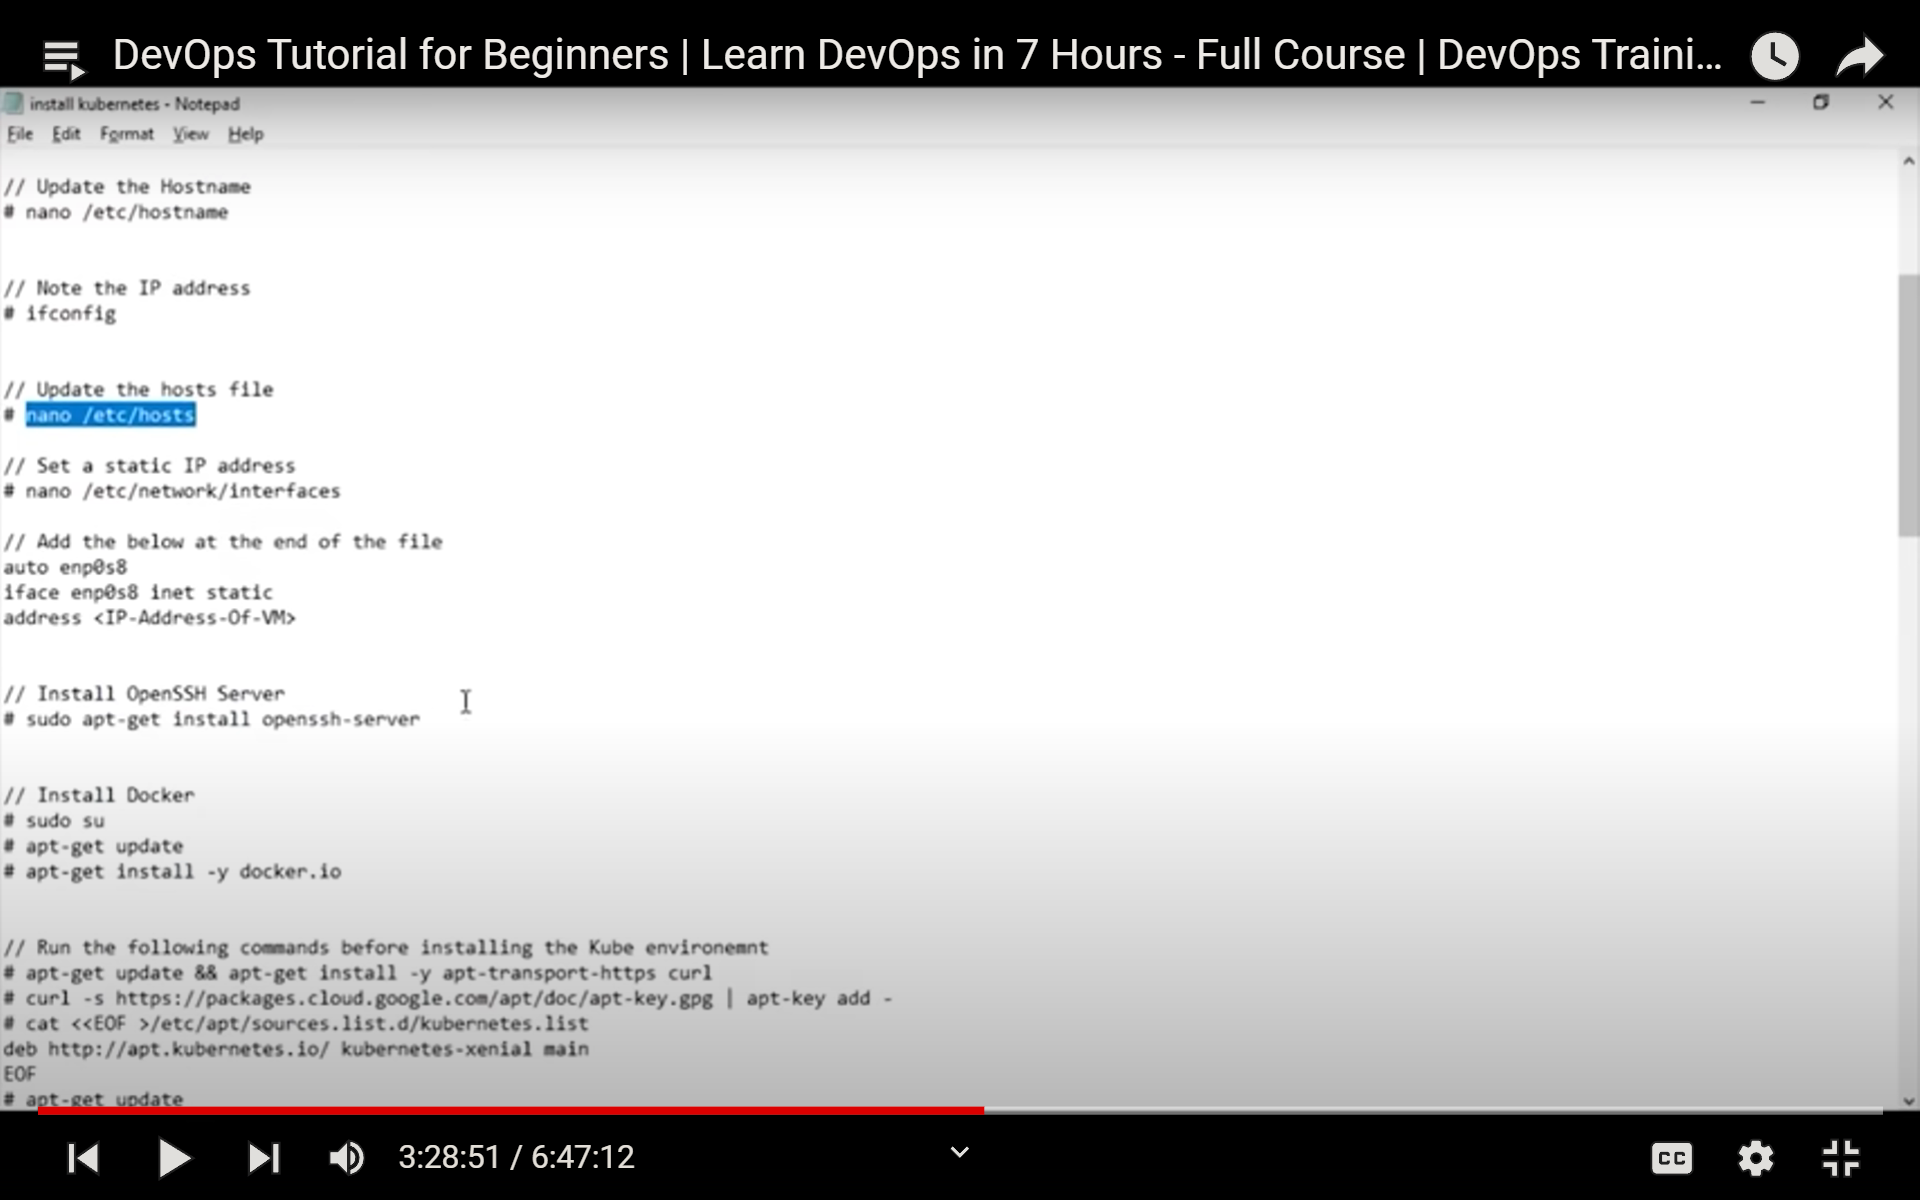 DevOps Tutorial for Beginners | Learn DevOps in 7 Hours - Full Course | DevOps Traini...
install kubernetes - Notepad
File Edit Format View Help
// Update the Hostname
# nano /etc/hostname
// Note the IP address
# ifconfig
// Update the hosts file
# nano /etc/hosts
// Set a static IP address
# nano /etc/network/interfaces
// Add the below at the end of the file
auto enp0s8
iface enp0s8 inet static
address <IP-Address-Of-VM>
// Install OpenSSH Server
# sudo apt-get install openssh-server
// Install Docker
# sudo su
# apt-get update
# apt-get install -y docker.io
// Run the following commands before installing the Kube environemnt
# apt-get update && apt-get install -y apt-transport-https curl
# curl -s https://packages.cloud.google.com/apt/doc/apt-key.gpg | apt-key add -
# cat <<EOF >/etc/apt/sources.list.d/kubernetes.list
deb http://apt.kubernetes.io/ kubernetes-xenial main
EOF
# apt-get update
3:28:51 / 6:47:12
CC